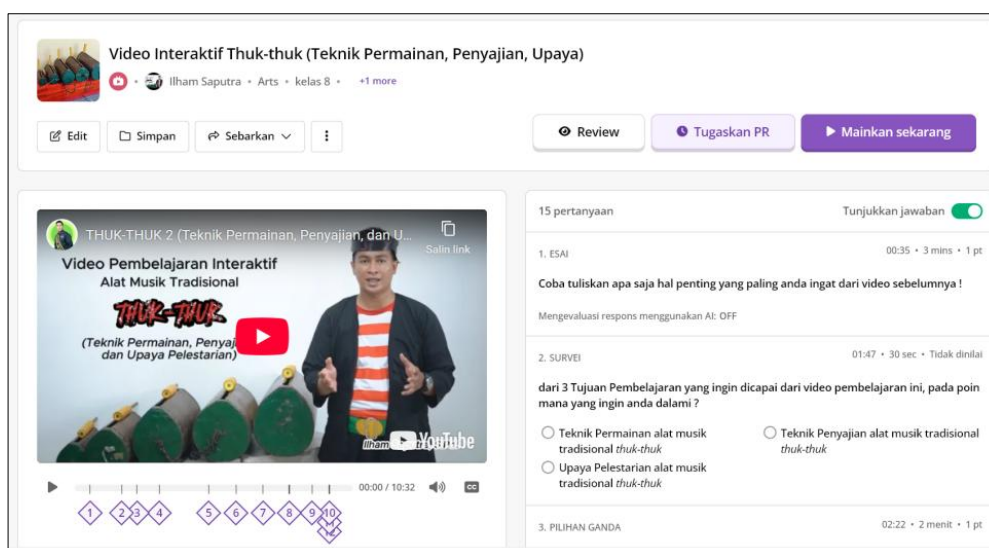 Video Interaktif Thuk-thuk (Teknik Permainan, Penyajian, Upaya)
Ilham Saputra • Arts • kelas 8 • +1 more
Edit
Simpan
Sebarkan
Review
Tugaskan PR
Mainkan sekarang
THUK-THUK 2 (Teknik Permainan, Penyajian, dan U...
Salin link
Video Pembelajaran Interaktif
Alat Musik Tradisional
THUK-THUK
(Teknik Permainan, Penyaj
dan Upaya Pelestarian)
Ilham
YouTube
00:00 / 10:32
CC
1 2 3 4 5 6 7 8 9 10
12
15 pertanyaan
Tunjukkan jawaban
1. ESAI
00:35 • 3 mins • 1 pt
Coba tuliskan apa saja hal penting yang paling anda ingat dari video sebelumnya !
Mengevaluasi respons menggunakan AI: OFF
2. SURVEI
01:47 • 30 sec • Tidak dinilai
dari 3 Tujuan Pembelajaran yang ingin dicapai dari video pembelajaran ini, pada poin
mana yang ingin anda dalami ?
Teknik Permainan alat musik
tradisional thuk-thuk
Teknik Penyajian alat musik tradisional
thuk-thuk
Upaya Pelestarian alat musik
tradisional thuk-thuk
3. PILIHAN GANDA
02:22 • 2 menit • 1 pt